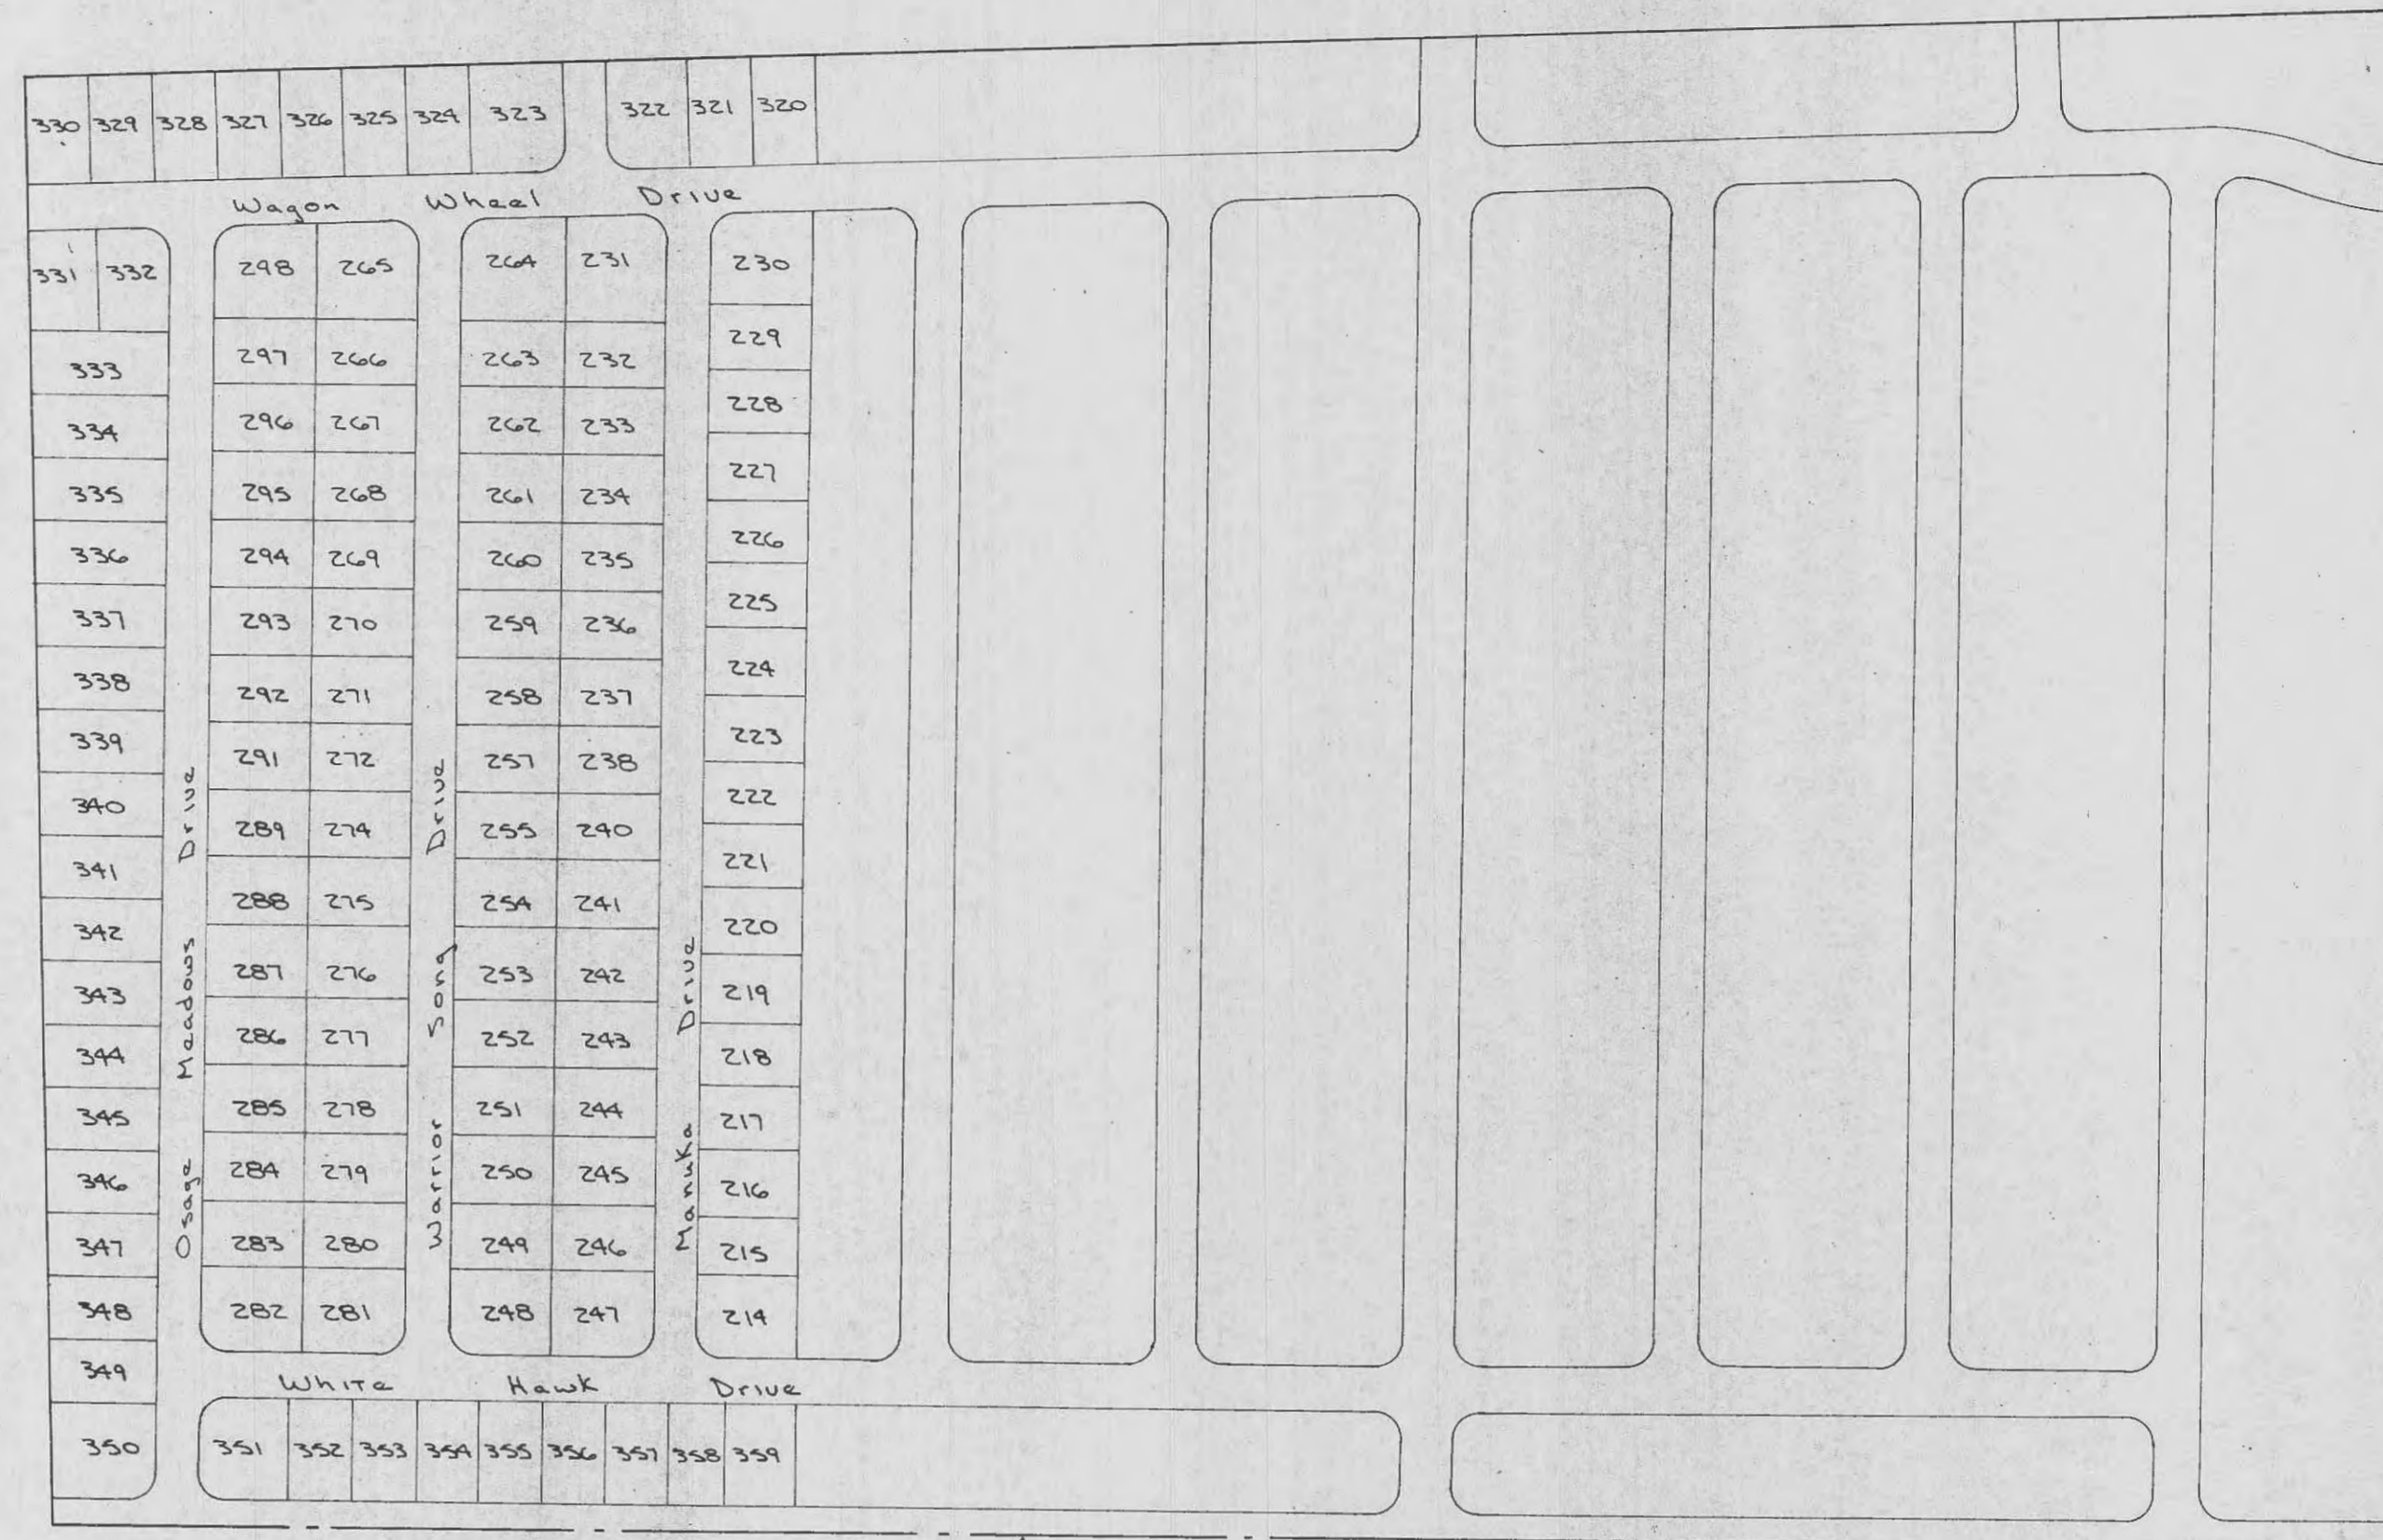 330 329 328 327 326 325 324 323 322 321 320
Wagon Wheel Drive
331 332 298 265 264 231 230
333 297 266 263 232 229
334 296 267 262 233 228
335 295 268 261 234 227
336 294 269 260 235 226
337 293 270 259 236 225
338 292 271 258 237 224
339 291 272 257 238 223
340 289 274 255 240 222
341 288 275 254 241 221
342 287 276 253 242 220
343 286 277 252 243 219
344 285 278 251 244 218
345 284 279 250 245 217
346 283 280 249 246 216
347 282 281 248 247 215
348 214
349
Osage Meadows Drive
Warrior Song Drive
Manuka Drive
White Hawk Drive
350 351 352 353 354 355 356 357 358 359